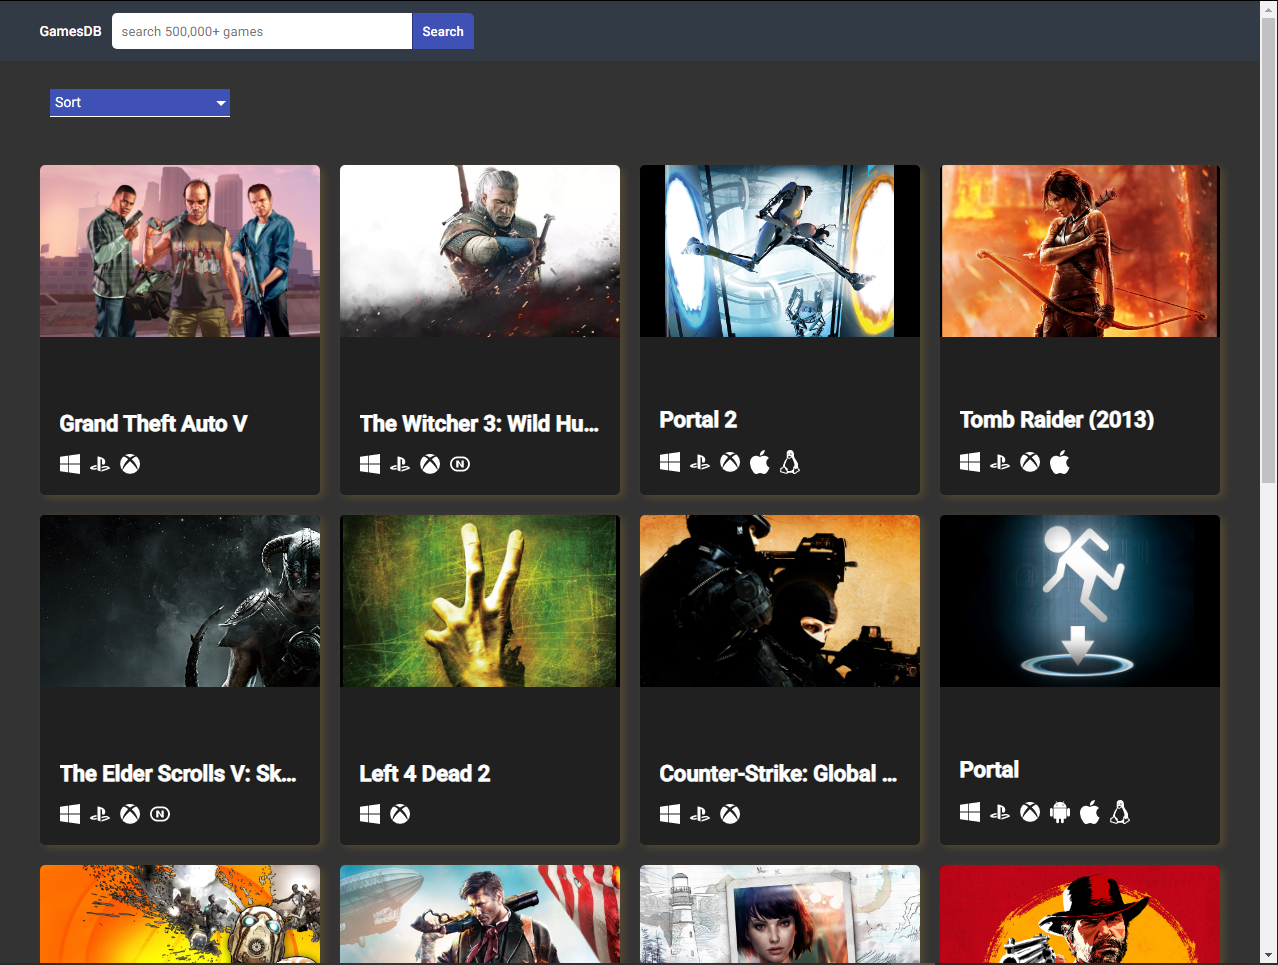 GamesDB
search 500,000+ games
Search
Sort
Grand Theft Auto V
The Witcher 3: Wild Hu...
Portal 2
Tomb Raider (2013)
The Elder Scrolls V: Sk...
Left 4 Dead 2
Counter-Strike: Global ...
Portal